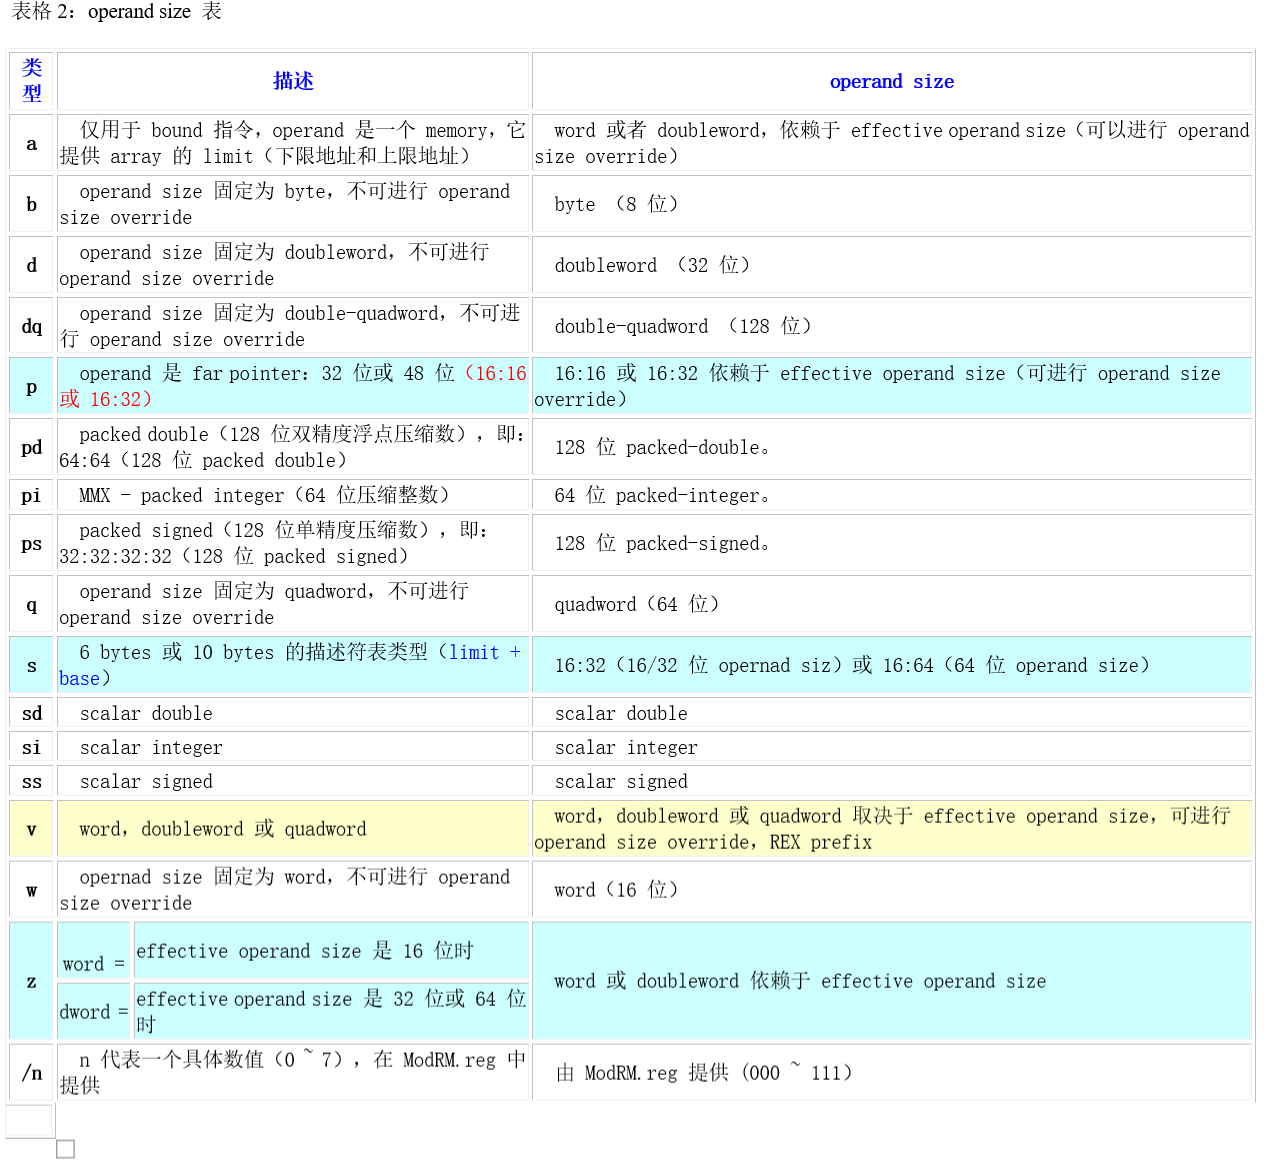 表格 2：operand size 表
类
型
描述
operand size
a
仅用于 bound 指令，operand 是一个 memory，它
提供 array 的 limit（下限地址和上限地址）
word 或者 doubleword，依赖于 effective operand size（可以进行 operand
size override）
b
operand size 固定为 byte，不可进行 operand
size override
byte （8 位）
d
operand size 固定为 doubleword，不可进行
operand size override
doubleword （32 位）
dq
operand size 固定为 double-quadword，不可进
行 operand size override
double-quadword （128 位）
p
operand 是 far pointer：32 位或 48 位（16:16
或 16:32）
16:16 或 16:32 依赖于 effective operand size（可进行 operand size
override）
pd
packed double（128 位双精度浮点压缩数），即：
64:64（128 位 packed double）
128 位 packed-double。
pi
MMX - packed integer（64 位压缩整数）
64 位 packed-integer。
ps
packed signed（128 位单精度压缩数），即：
32:32:32:32（128 位 packed signed）
128 位 packed-signed。
q
operand size 固定为 quadword，不可进行
operand size override
quadword（64 位）
s
6 bytes 或 10 bytes 的描述符表类型（limit +
base）
16:32（16/32 位 opernad siz）或 16:64（64 位 operand size）
sd
scalar double
scalar double
si
scalar integer
scalar integer
ss
scalar signed
scalar signed
v
word，doubleword 或 quadword
word，doubleword 或 quadword 取决于 effective operand size，可进行
operand size override，REX prefix
w
opernad size 固定为 word，不可进行 operand
size override
word（16 位）
z
word =
effective operand size 是 16 位时
dword =
effective operand size 是 32 位或 64 位
时
word 或 doubleword 依赖于 effective operand size
/n
n 代表一个具体数值（0 ~ 7），在 ModRM.reg 中
提供
由 ModRM.reg 提供 (000 ~ 111）